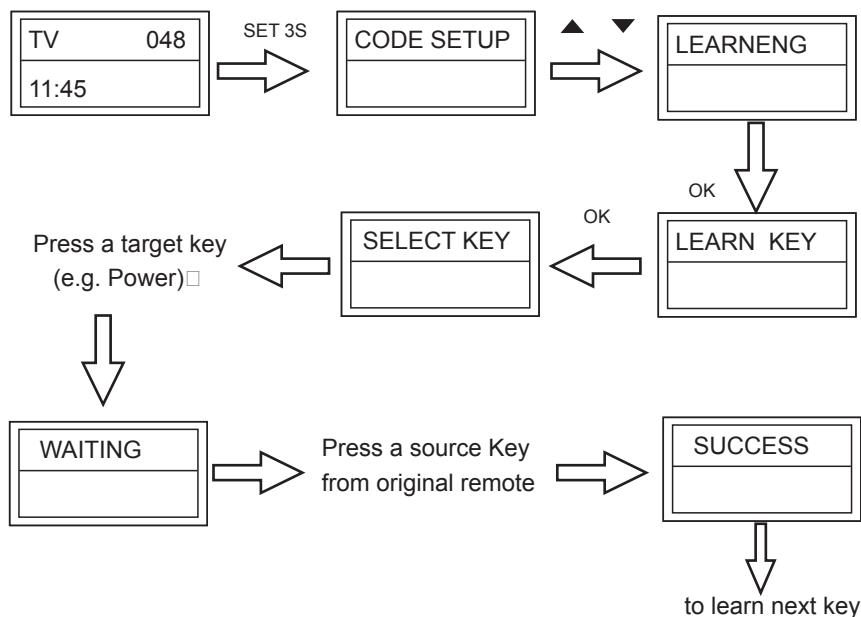 TV 048
11:45
SET 3S
CODE SETUP
▲ ▼
LEARNENG
OK
LEARN KEY
OK
SELECT KEY
Press a target key
(e.g. Power)□
WAITING
Press a source Key
from original remote
SUCCESS
to learn next key